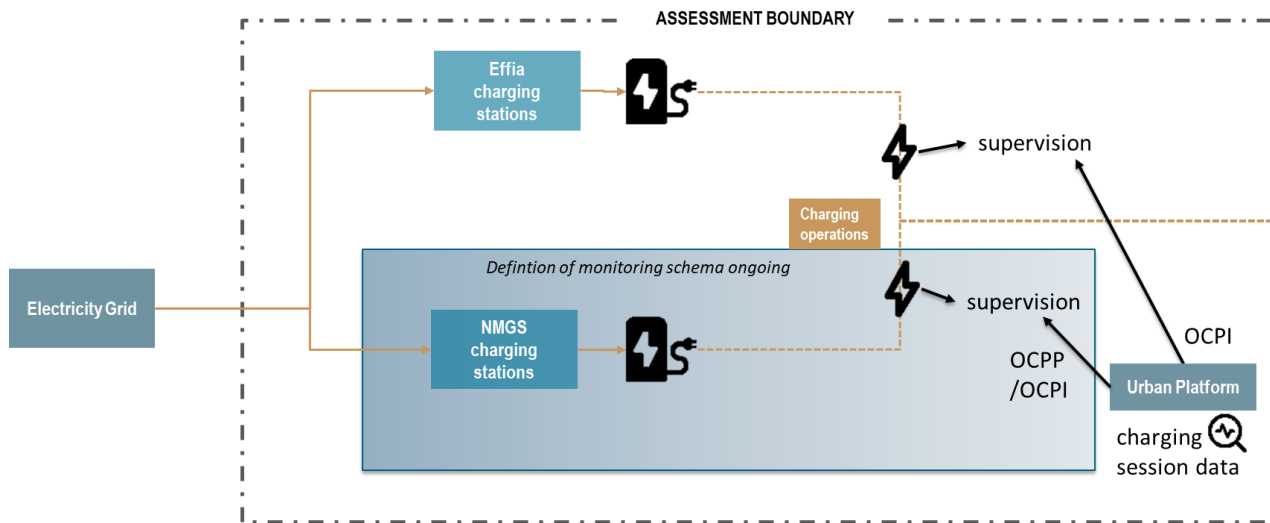 ASSESSMENT BOUNDARY
Effia
charging
stations
supervision
Charging
operations
Defintion of monitoring schema ongoing
Electricity Grid
supervision
NMGS
charging
stations
OCPI
OCPP
/OCPI
Urban Platform
charging
session data